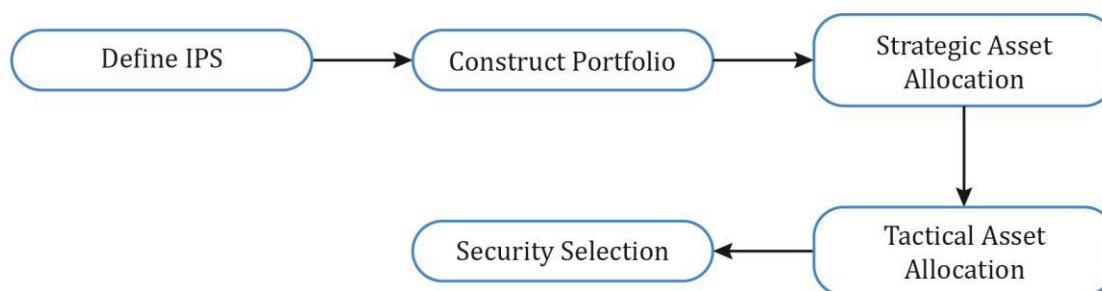 Define IPS
Construct Portfolio
Strategic Asset
Allocation
Tactical Asset
Allocation
Security Selection